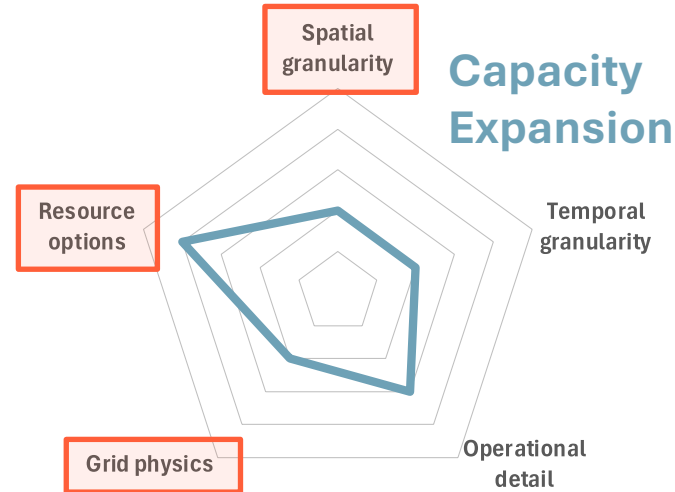 Spatial
granularity
Capacity
Expansion
Resource
options
Temporal
granularity
Grid physics
Operational
detail